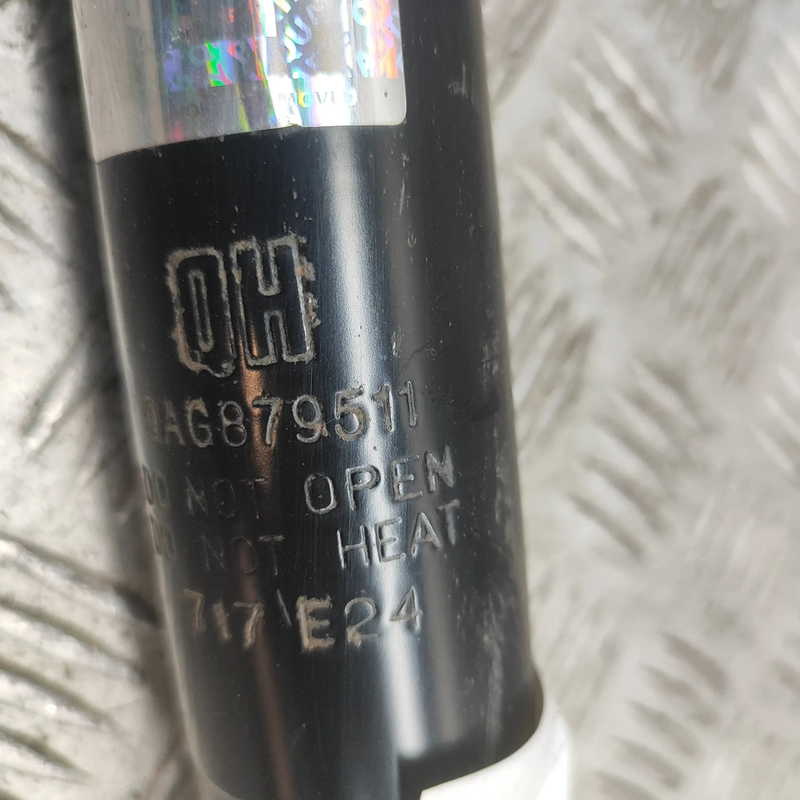 QH
QAG879511
DO NOT OPEN
DO NOT HEAT
717 E24